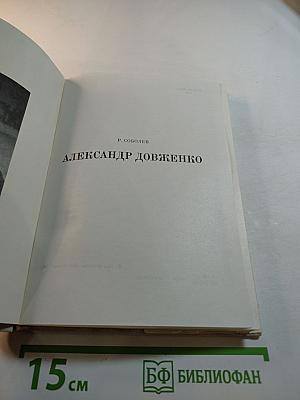 Р. СОБОЛЕВ
АЛЕКСАНДР ДОВЖЕНКО
15 см
БФ БИБЛИОФАН